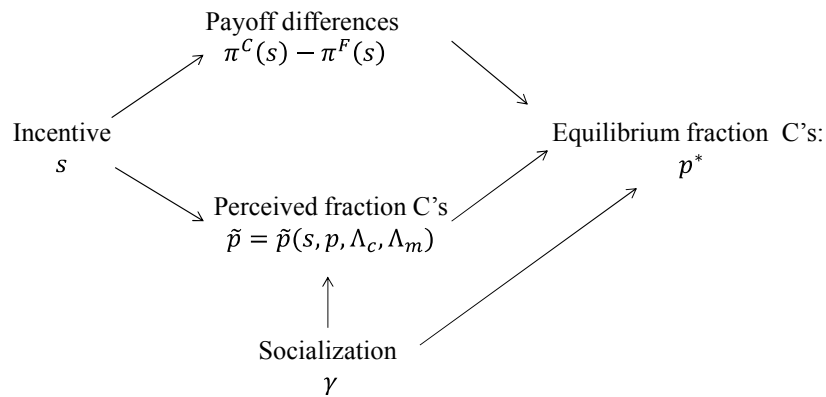 Payoff differences
π^C(s) − π^F(s)
Incentive
s
Equilibrium fraction C's:
p*
Perceived fraction C's
p̃ = p̃(s, p, Λ_c, Λ_m)
Socialization
γ